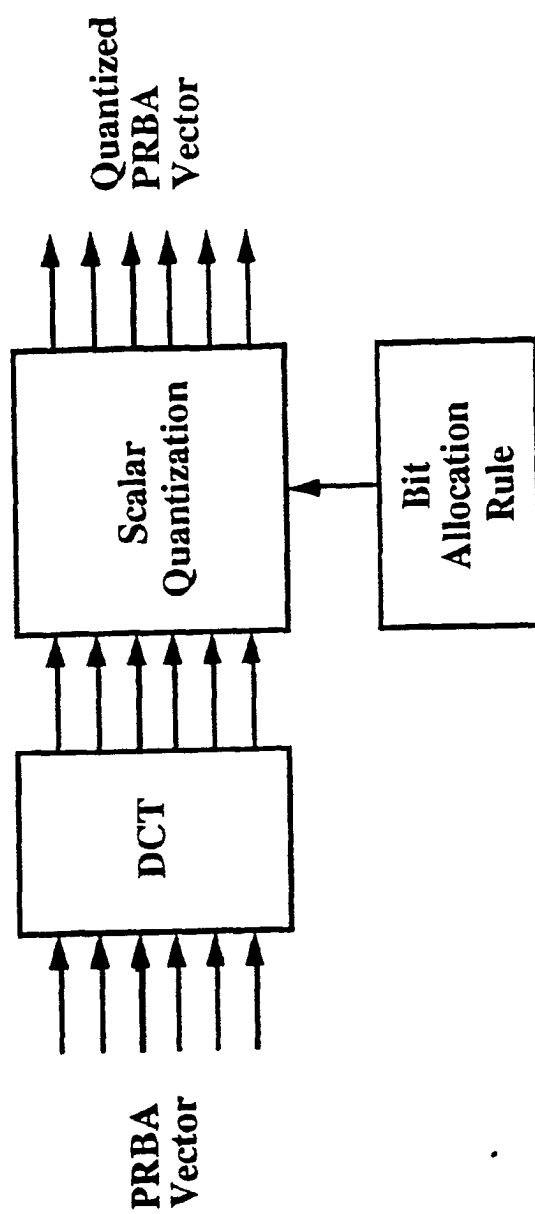 PRBA
Vector
DCT
Scalar
Quantization
Bit
Allocation
Rule
Quantized
PRBA
Vector